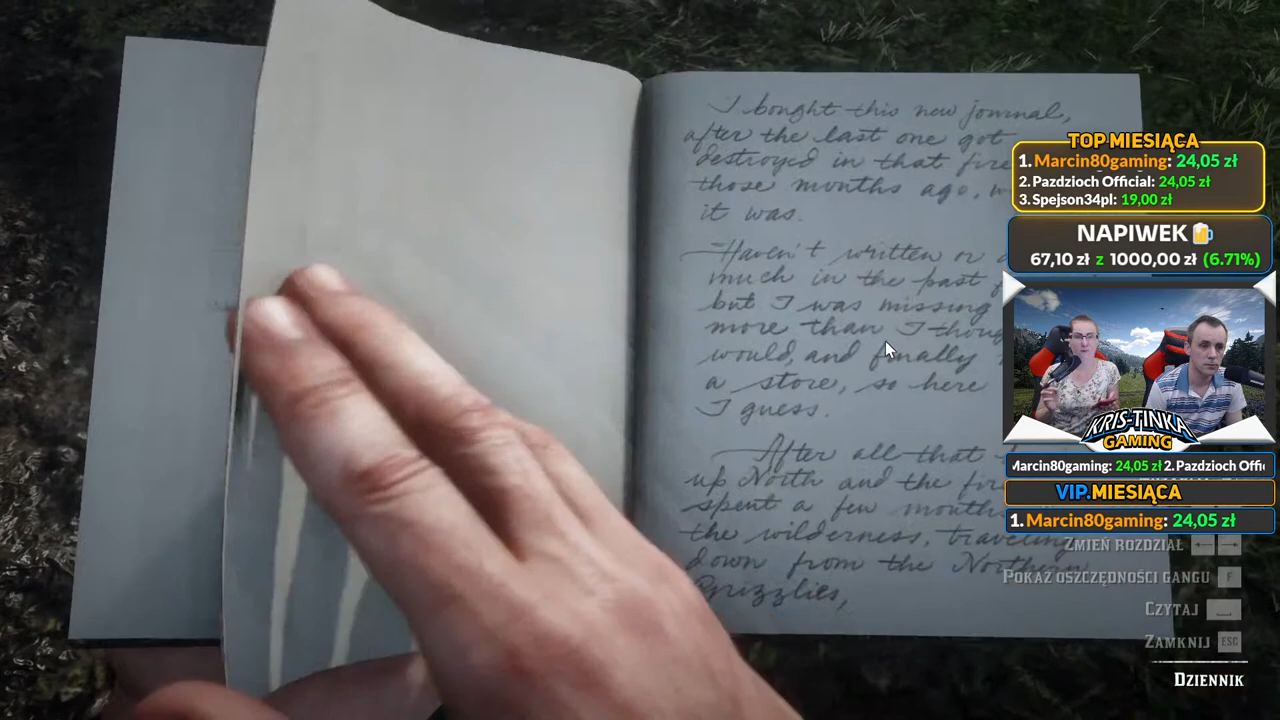 I bought this new journal,
after the last one got
destroyed in that fire
those months ago,
it was.
Haven't written or
much in the past
but I was missing
more than I
would, and finally
a store, so here
I guess.
After all that
up North and the
spent a few months
the wilderness, traveling
down from the Northern
Grizzlies,
TOP MIESIĄCA
1. Marcin80gaming: 24,05 zł
2. Pazdzioch Official: 24,05 zł
3. Spejson34pl: 19,00 zł
NAPIWEK
67,10 zł z 1000,00 zł (6.71%)
KRIS-TINKA
GAMING
Marcin80gaming: 24,05 zł 2. Pazdzioch
VIP.MIESIĄCA
1. Marcin80gaming: 24,05 zł
ZMIEŃ ROZDZIAŁ
POKAŻ OSZCZĘDNOŚCI GANGU F
CZYTAJ
ZAMKNIJ ESC
DZIENNIK